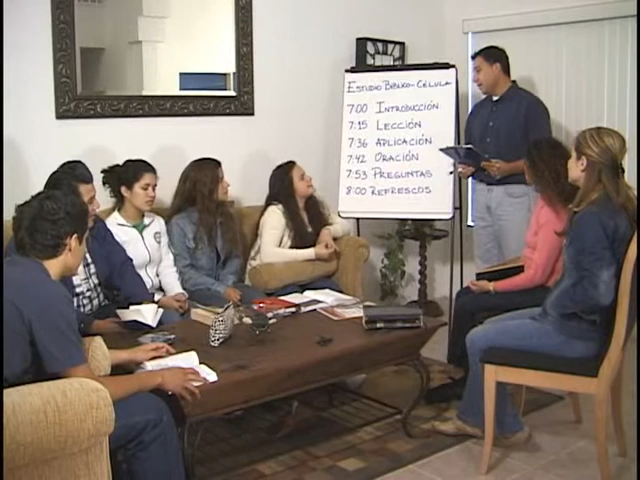 ESTUDIO BIBLICO-CÉLULA
7:00 INTRODUCCIÓN
7:15 LECCIÓN
7:36 APLICACIÓN
7:42 ORACIÓN
7:53 PREGUNTAS
8:00 REFRESCOS